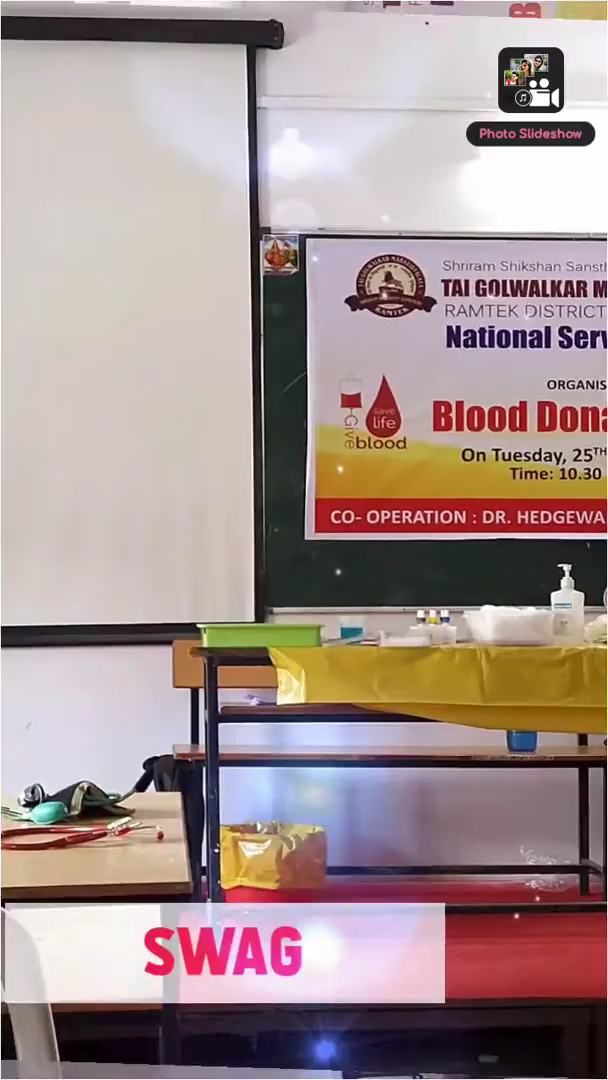 Photo Slideshow
Shriram Shikshan Sansth
TAI GOLWALKAR M
RAMTEK DISTRICT
National Serv
RAMTEK
ORGANIS
save
life
Give
blood
Blood Dona
On Tuesday, 25TH
Time: 10.30
CO- OPERATION : DR. HEDGEWA
SWAG